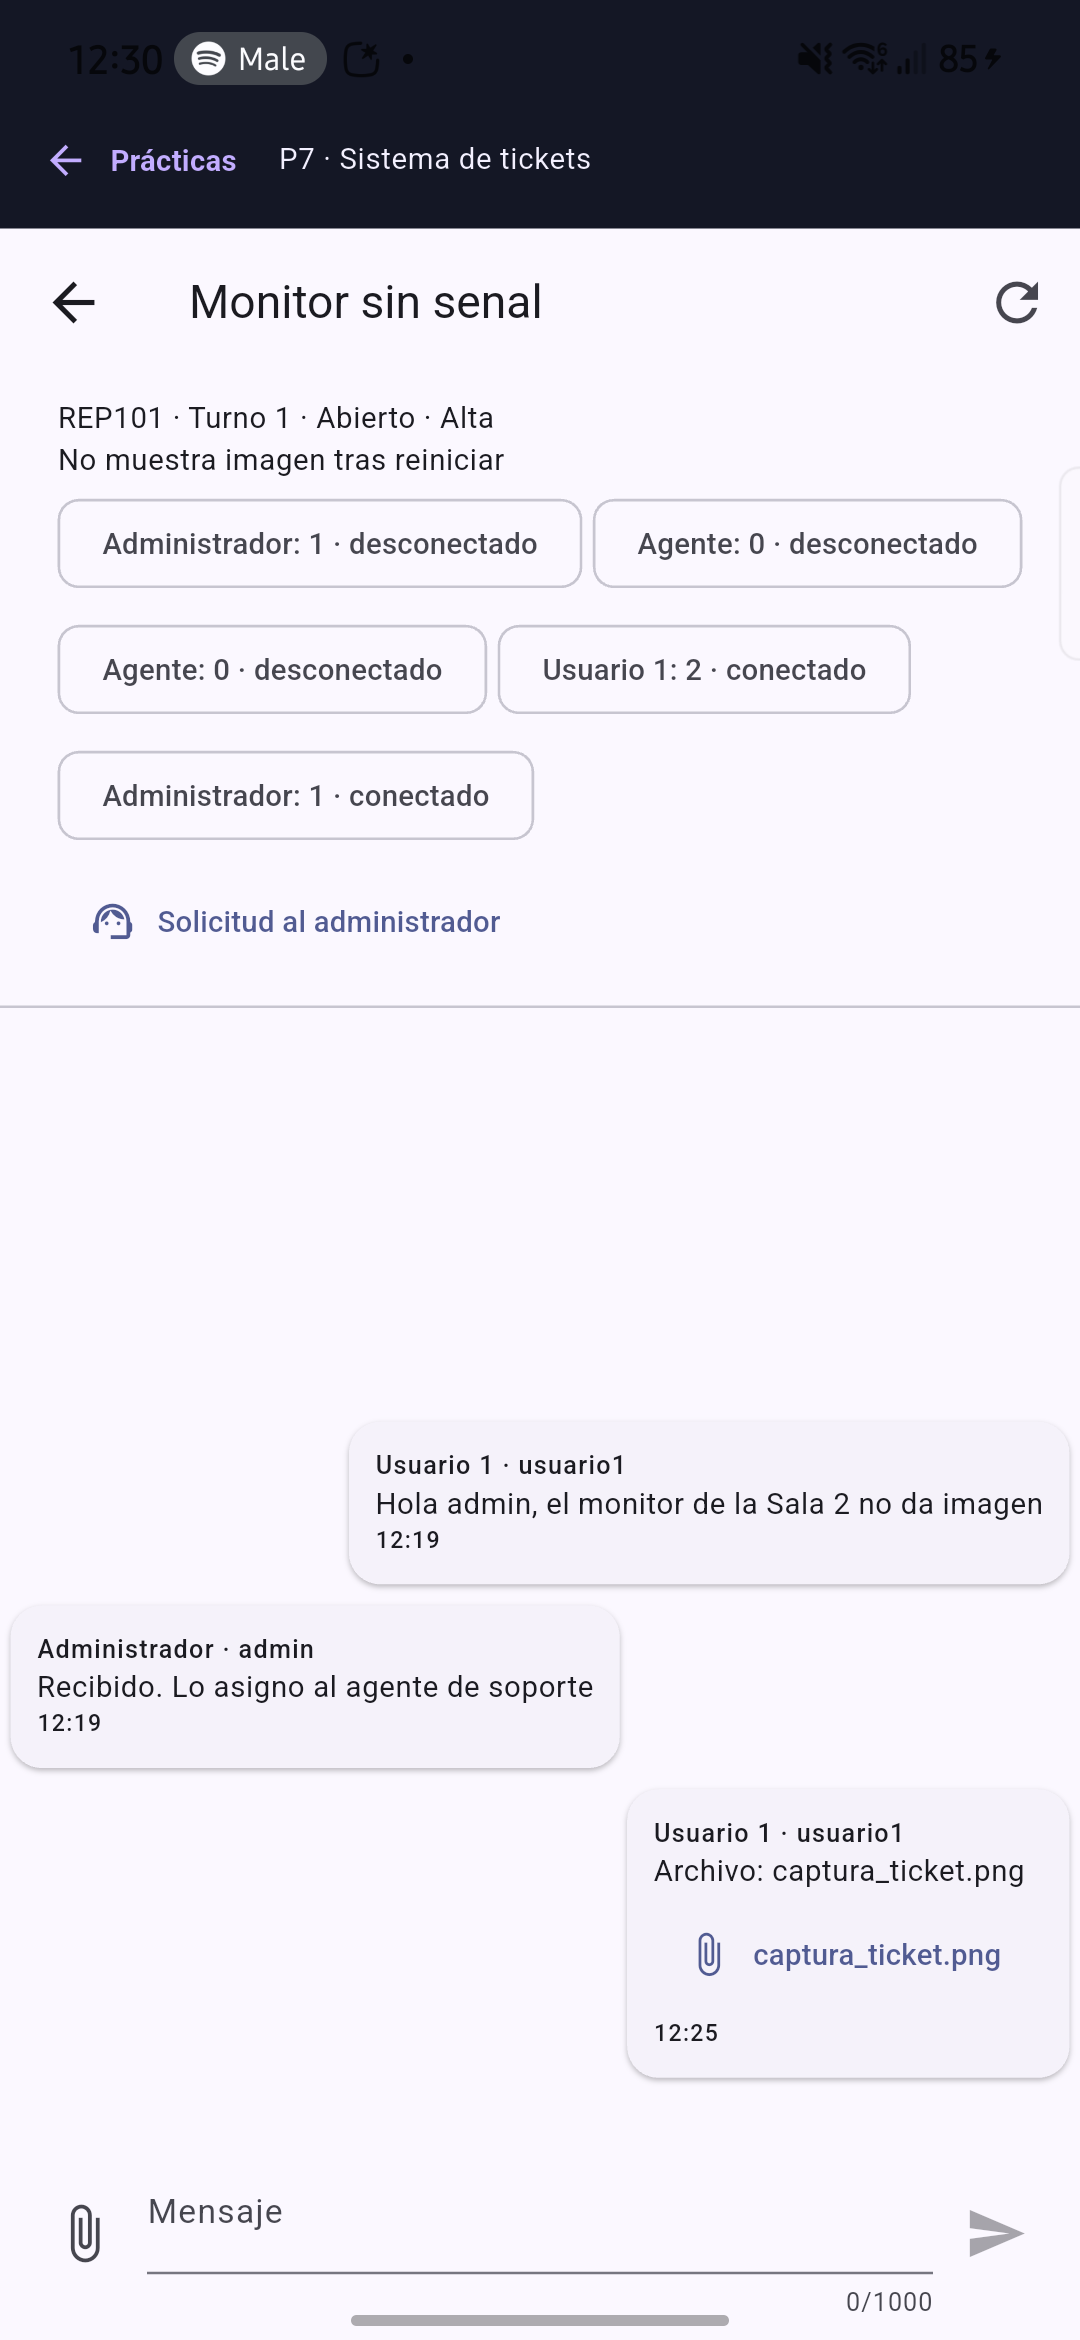 12:30 Male 6 85
Prácticas P7 · Sistema de tickets
Monitor sin senal
REP101 · Turno 1 · Abierto · Alta
No muestra imagen tras reiniciar
Administrador: 1 · desconectado Agente: 0 · desconectado
Agente: 0 · desconectado Usuario 1: 2 · conectado
Administrador: 1 · conectado
Solicitud al administrador
Usuario 1 · usuario1
Hola admin, el monitor de la Sala 2 no da imagen
12:19
Administrador · admin
Recibido. Lo asigno al agente de soporte
12:19
Usuario 1 · usuario1
Archivo: captura_ticket.png
captura_ticket.png
12:25
Mensaje
0/1000